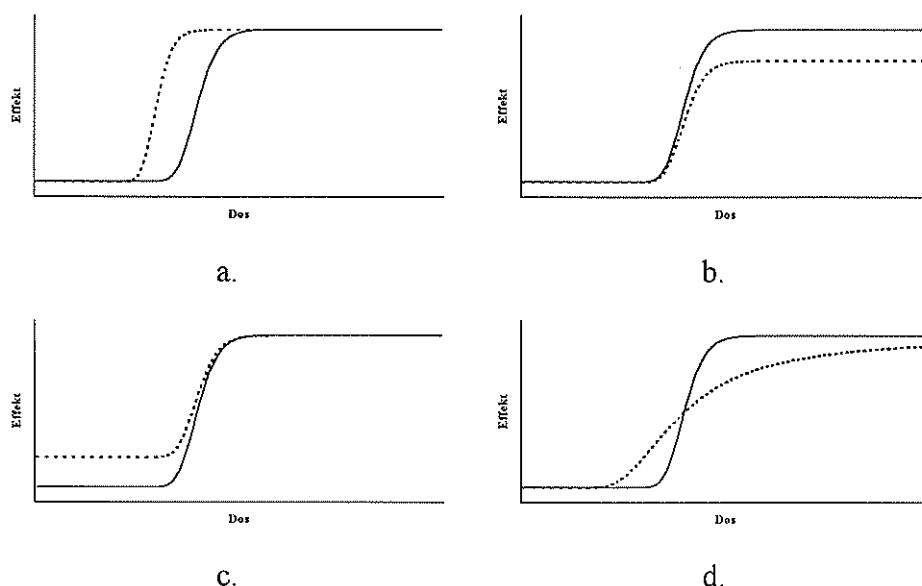 Effekt
Dos
a.
Effekt
Dos
b.
Effekt
Dos
c.
Effekt
Dos
d.